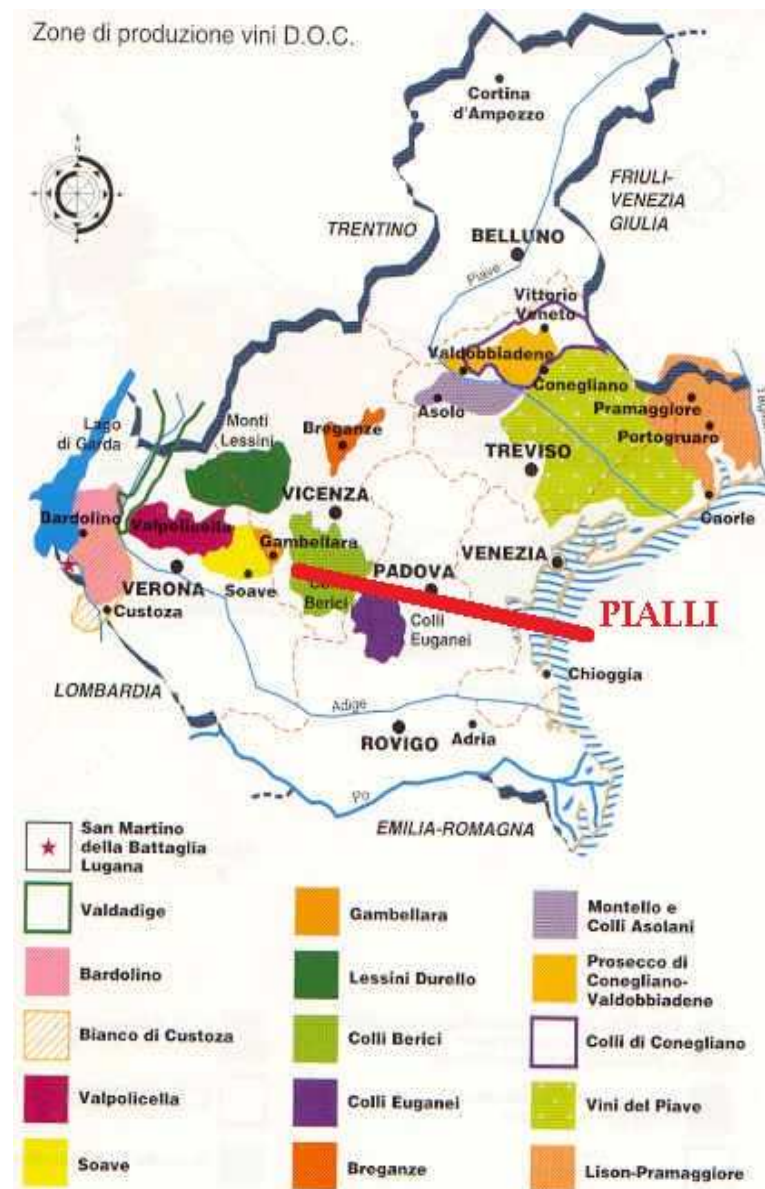 Zone di produzione vini D.O.C.
Cortina
d'Ampezzo
FRIULI-
VENEZIA
GIULIA
TRENTINO
BELLUNO
Piave
Vittorio
Veneto
Valdobbiadene
Conegliano
Asolo
Pramaggiore
Portogruaro
Lago
di Garda
Monti
Lessini
Breganze
TREVISO
VICENZA
Caorle
Bardolino
Valpolicella
Gambellara
VENEZIA
PADOVA
VERONA
Soave
Berici
Custoza
Colli
Euganei
PIALLI
Chioggia
LOMBARDIA
Adige
ROVIGO
Adria
Po
EMILIA-ROMAGNA
San Martino
della Battaglia
Lugana
Valdadige
Bardolino
Bianco di Custoza
Valpolicella
Soave
Gambellara
Lessini Durello
Colli Berici
Colli Euganei
Breganze
Montello e
Colli Asolani
Prosecco di
Conegliano-
Valdobbiadene
Colli di Conegliano
Vini del Piave
Lison-Pramaggiore